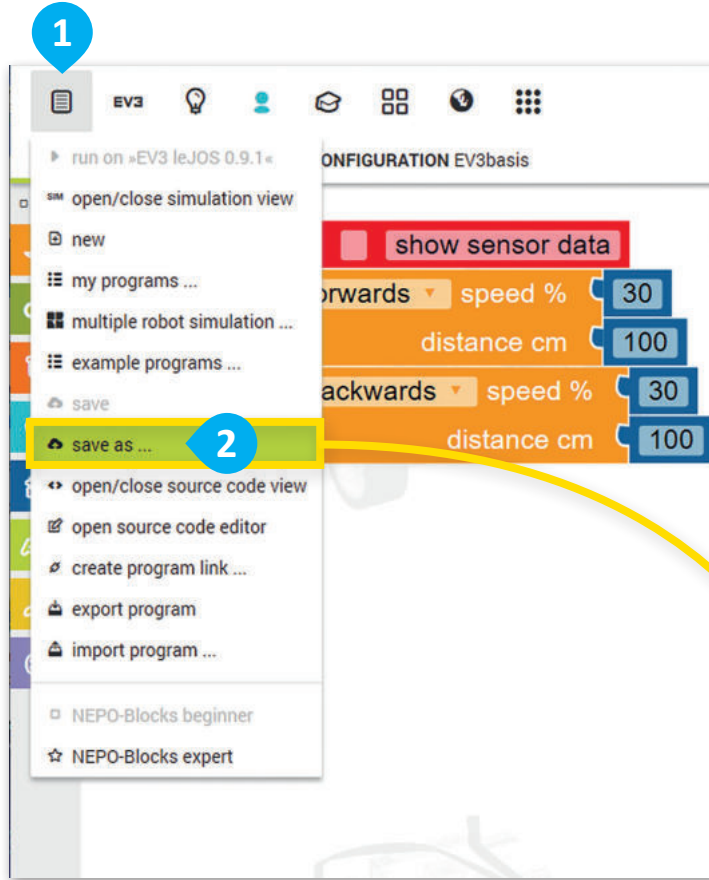 1
EV3
run on »EV3 leJOS 0.9.1«
ONFIGURATION EV3basis
SIM open/close simulation view
new
show sensor data
my programs ...
orwards speed % 30
multiple robot simulation ...
distance cm 100
example programs ...
ackwards speed % 30
save
save as ... 2
distance cm 100
open/close source code view
open source code editor
create program link ...
export program
import program ...
NEPO-Blocks beginner
NEPO-Blocks expert